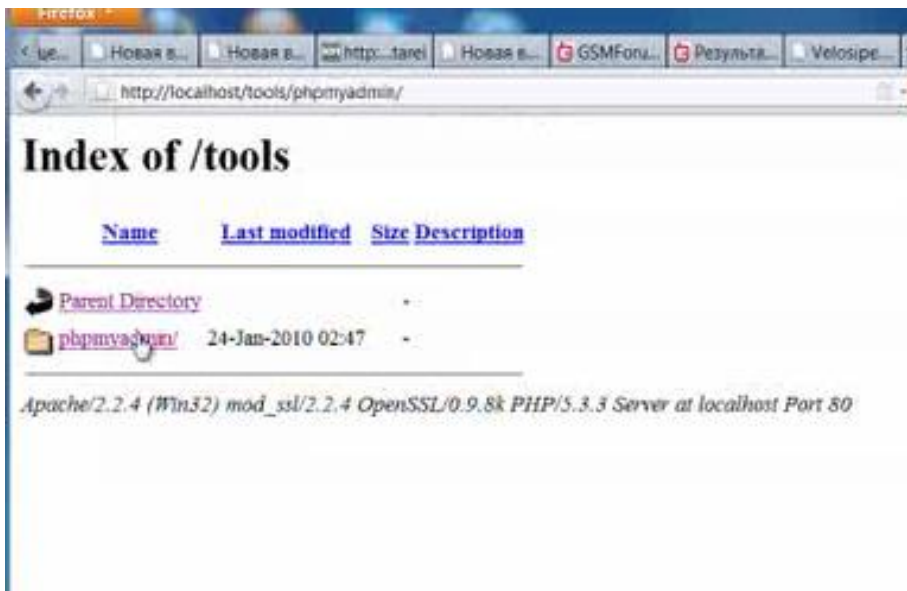 Firefox
< це... Новая в... Новая в... http:...tarei Новая в... GSMForu... Результа... Velosipe...
http://localhost/tools/phpmyadmin/
Index of /tools
Name Last modified Size Description
Parent Directory -
phpmyadmin/ 24-Jan-2010 02:47 -
Apache/2.2.4 (Win32) mod_ssl/2.2.4 OpenSSL/0.9.8k PHP/5.3.3 Server at localhost Port 80